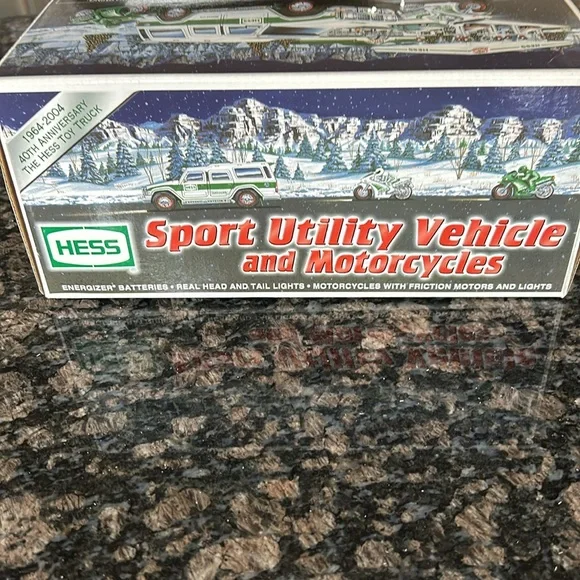 1964-2004
40TH ANNIVERSARY
THE HESS TOY TRUCK
HESS
Sport Utility Vehicle
and Motorcycles
ENERGIZER® BATTERIES • REAL HEAD AND TAIL LIGHTS • MOTORCYCLES WITH FRICTION MOTORS AND LIGHTS